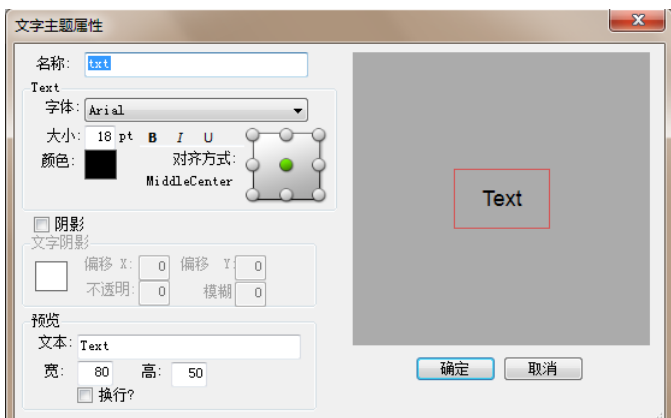 文字主题属性
名称: txt
Text
字体: Arial
大小: 18 pt B I U
颜色: 对齐方式:
MiddleCenter
阴影
文字阴影
偏移 X: 0 偏移 Y: 0
不透明: 0 模糊 0
预览
文本: Text
宽: 80 高: 50
换行?
Text
确定 取消